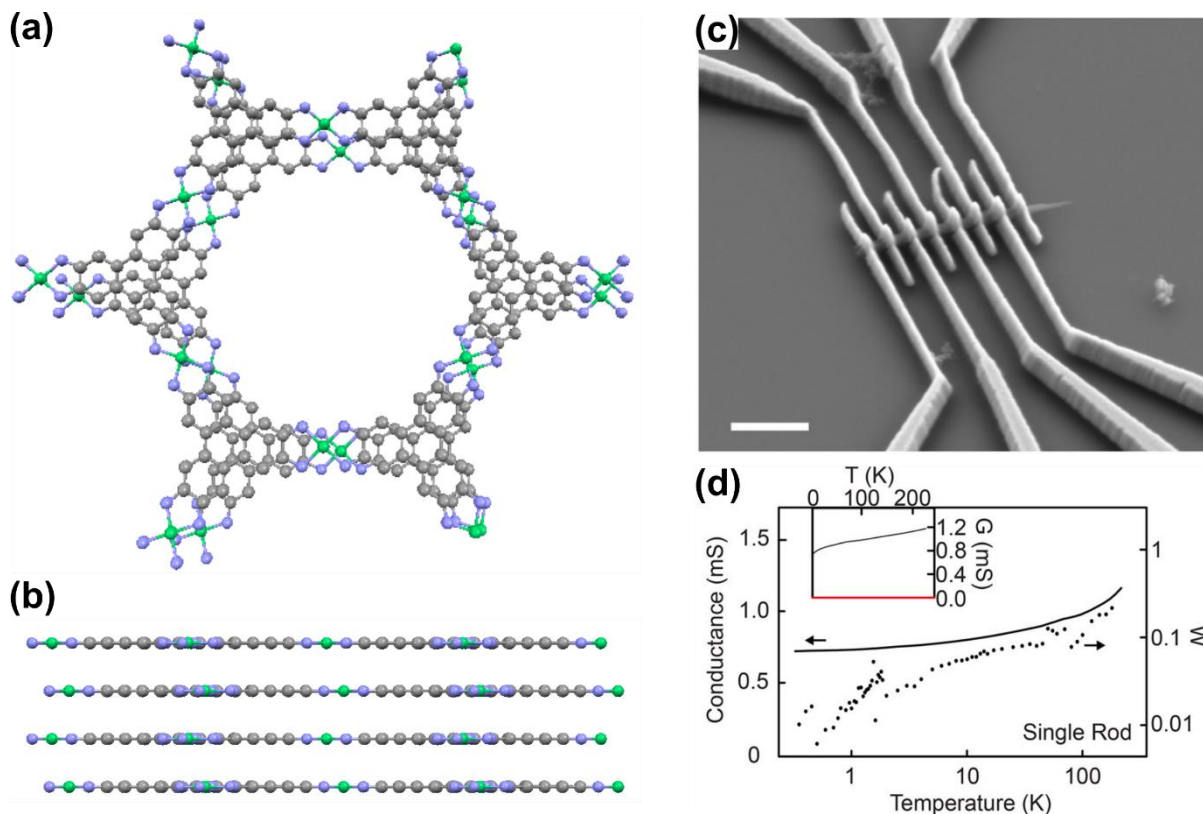 (a)
(b)
(c)
(d)
T (K)
0 100 200
1.2
0.8
0.4
0.0
G (mS)
Conductance (mS)
1.5
1.0
0.5
0
1
0.1
0.01
W
Single Rod
1 10 100
Temperature (K)